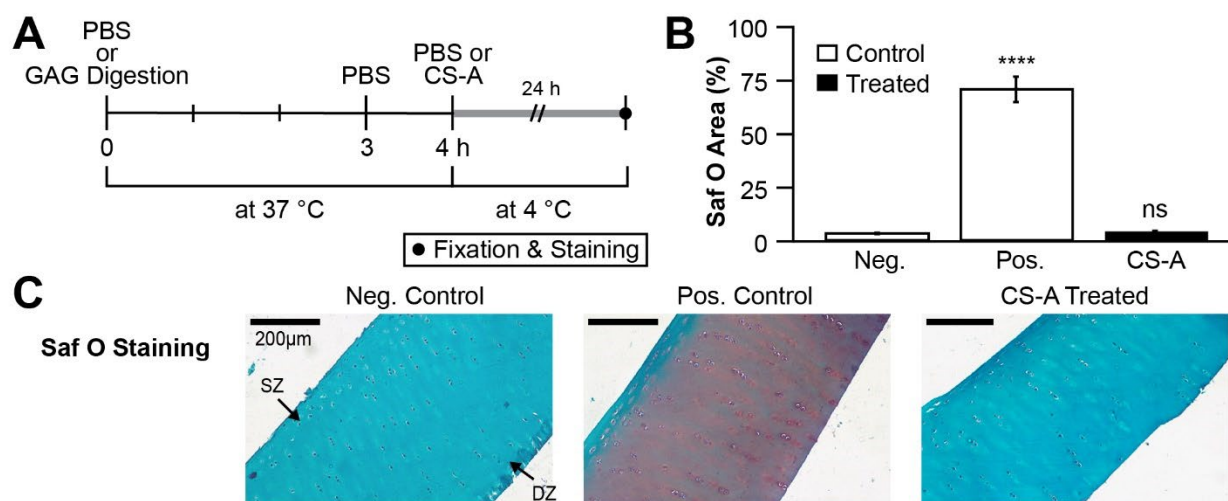 A
PBS
or
GAG Digestion
PBS
PBS or
CS-A
24 h
0
3
4 h
at 37 °C
at 4 °C
Fixation & Staining
B
Saf O Area (%)
100
75
50
25
0
Control
Treated
****
ns
Neg.
Pos.
CS-A
C
Neg. Control
Pos. Control
CS-A Treated
Saf O Staining
200µm
SZ
DZ